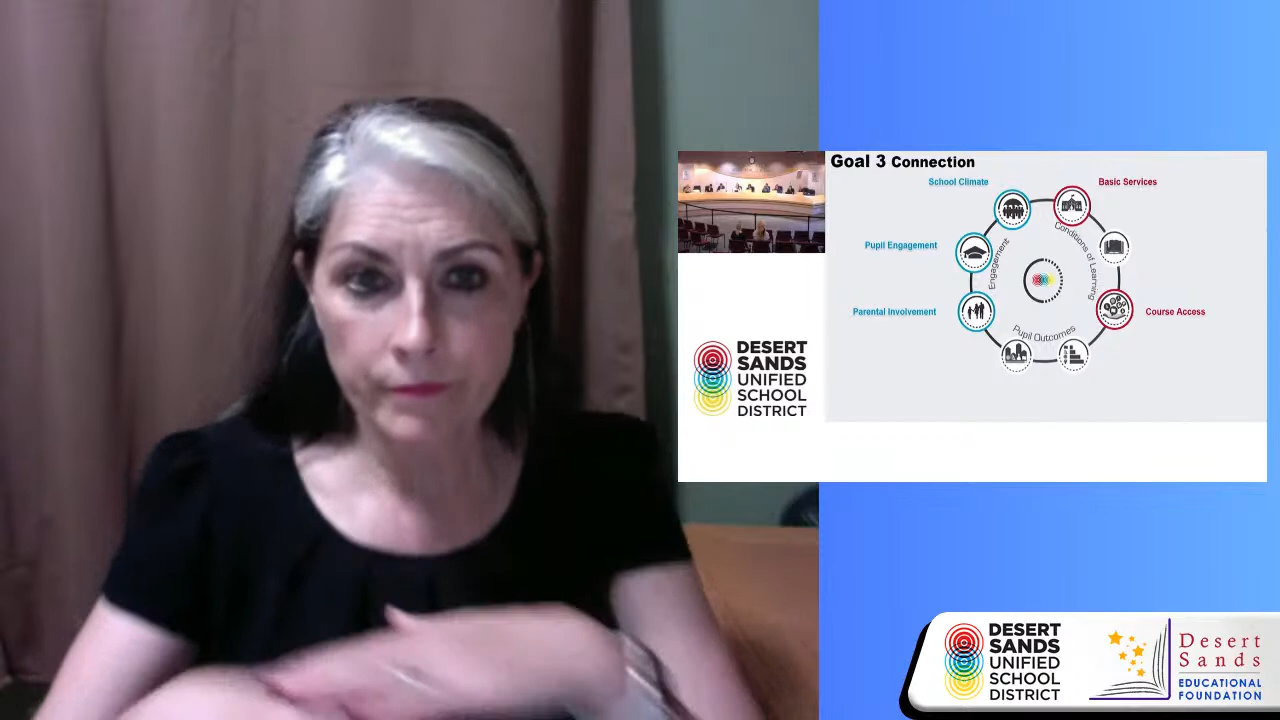 Goal 3 Connection
School Climate
Basic Services
Pupil Engagement
Engagement
Conditions of Learning
Parental Involvement
Course Access
Pupil Outcomes
DESERT
SANDS
UNIFIED
SCHOOL
DISTRICT
DESERT
SANDS
UNIFIED
SCHOOL
DISTRICT
Desert
Sands
EDUCATIONAL
FOUNDATION